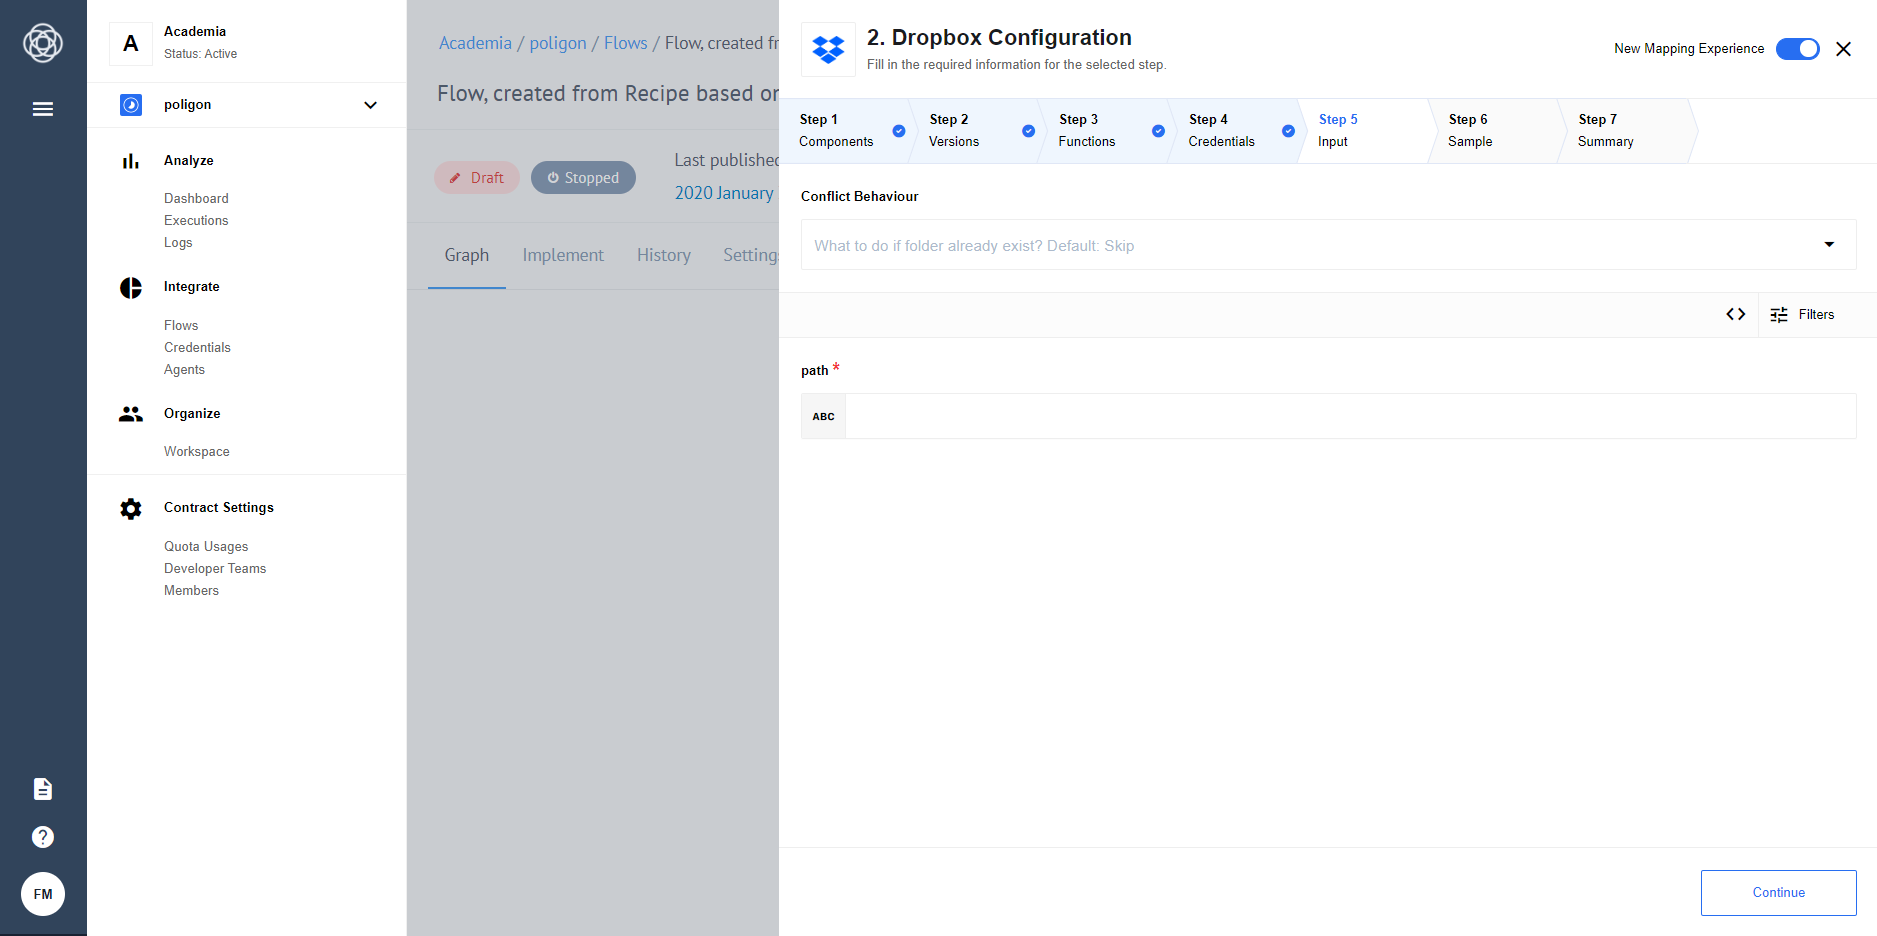 A
Academia
Status: Active
poligon
Analyze
Dashboard
Executions
Logs
Integrate
Flows
Credentials
Agents
Organize
Workspace
Contract Settings
Quota Usages
Developer Teams
Members
FM
Academia / poligon / Flows / Flow, created fr
Flow, created from Recipe based on
Draft
Stopped
Last published
2020 January
Graph
Implement
History
Settings
2. Dropbox Configuration
Fill in the required information for the selected step.
New Mapping Experience
Step 1
Components
Step 2
Versions
Step 3
Functions
Step 4
Credentials
Step 5
Input
Step 6
Sample
Step 7
Summary
Conflict Behaviour
What to do if folder already exist? Default: Skip
Filters
path *
ABC
Continue